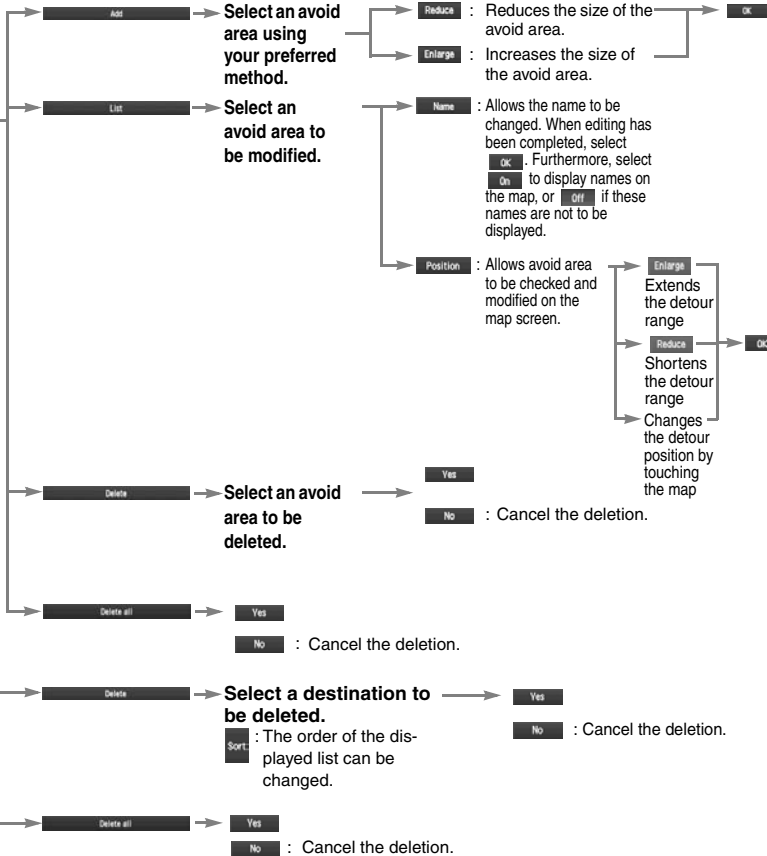 Add
Select an avoid
area using
your preferred
method.
Reduce : Reduces the size of the
avoid area.
Enlarge : Increases the size of
the avoid area.
OK
List
Select an
avoid area to
be modified.
Name : Allows the name to be
changed. When editing has
been completed, select
OK . Furthermore, select
On to display names on
the map, or Off if these
names are not to be
displayed.
Position : Allows avoid area
to be checked and
modified on the
map screen.
Enlarge
Extends
the detour
range
Reduce
Shortens
the detour
range
Changes
the detour
position by
touching
the map
OK
Delete
Select an avoid
area to be
deleted.
Yes
No : Cancel the deletion.
Delete all
Yes
No : Cancel the deletion.
Delete
Select a destination to
be deleted.
Sort: : The order of the dis-
played list can be
changed.
Yes
No : Cancel the deletion.
Delete all
Yes
No : Cancel the deletion.